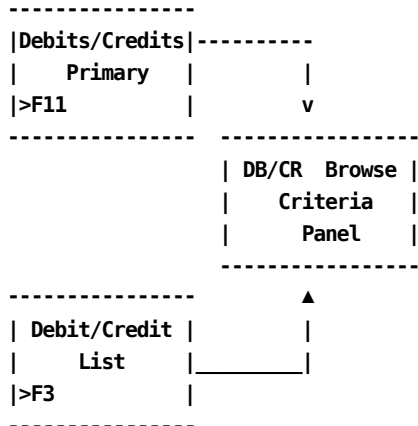 Debits/Credits
Primary
>F11
DB/CR Browse
Criteria
Panel
Debit/Credit
List
>F3